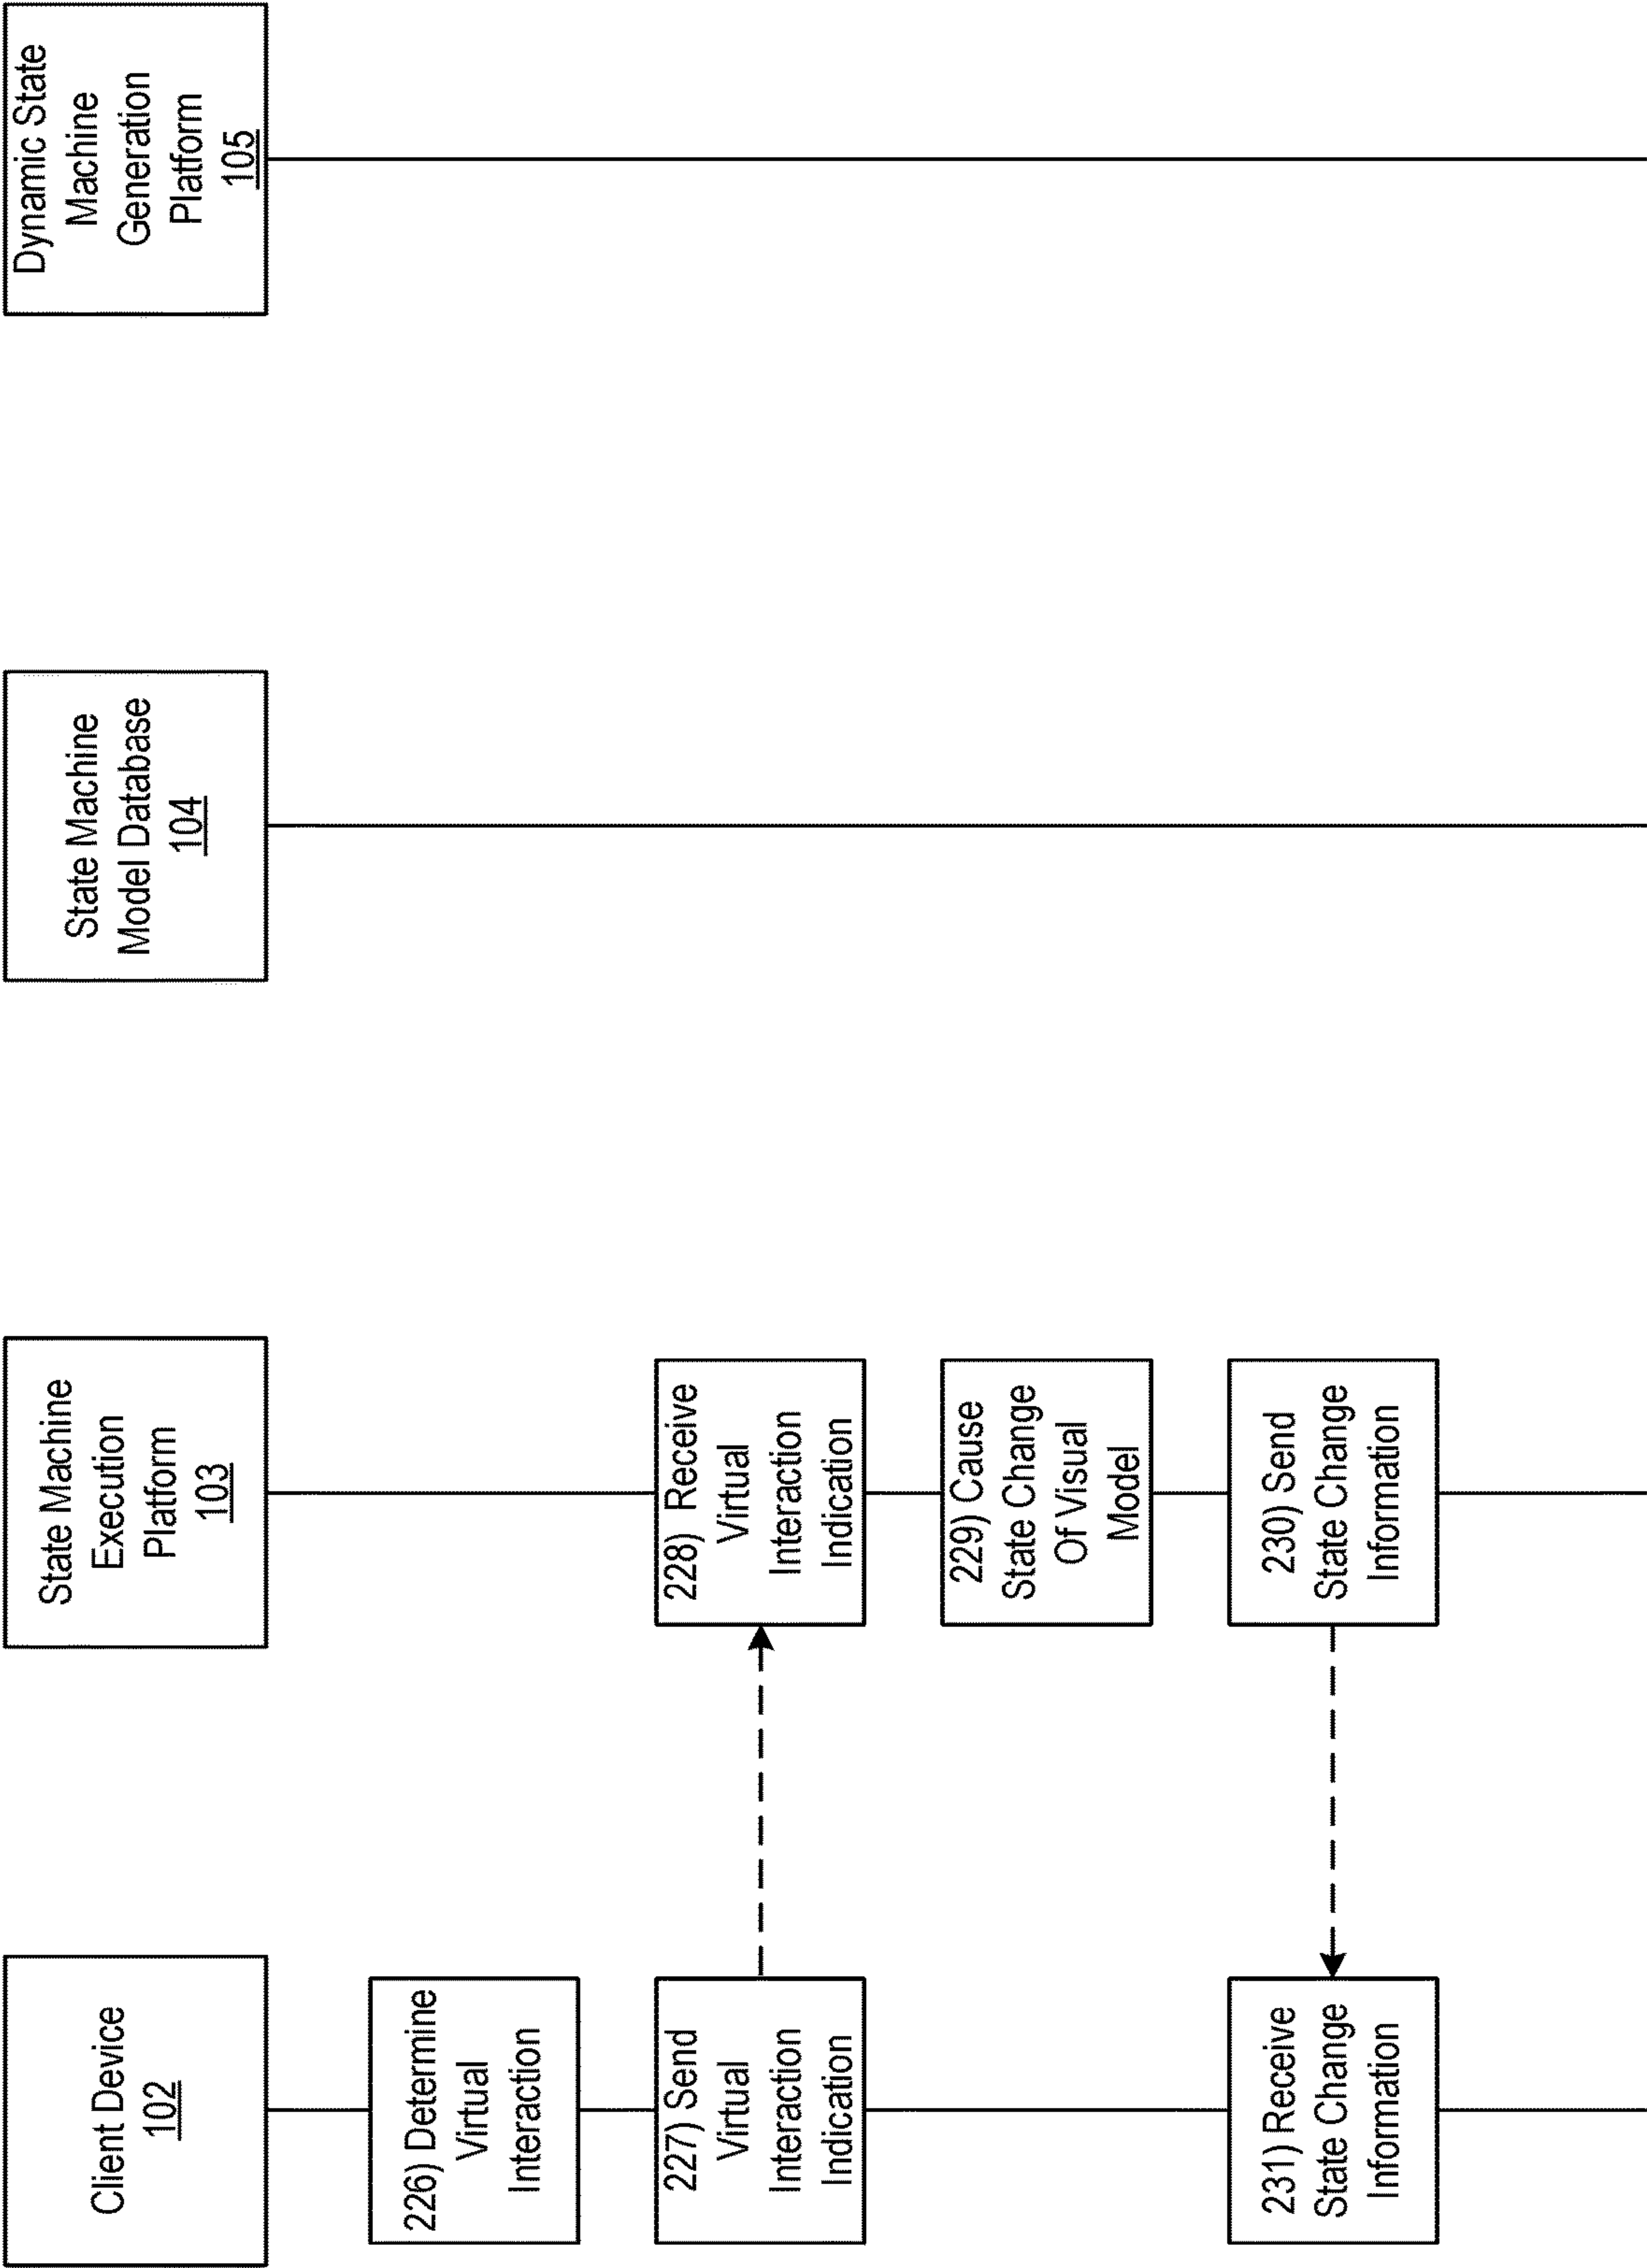 Client Device
102
State Machine
Execution
Platform
103
State Machine
Model Database
104
Dynamic State
Machine
Generation
Platform
105
226) Determine
Virtual
Interaction
227) Send
Virtual
Interaction
Indication
228) Receive
Virtual
Interaction
Indication
229) Cause
State Change
Of Visual
Model
230) Send
State Change
Information
231) Receive
State Change
Information